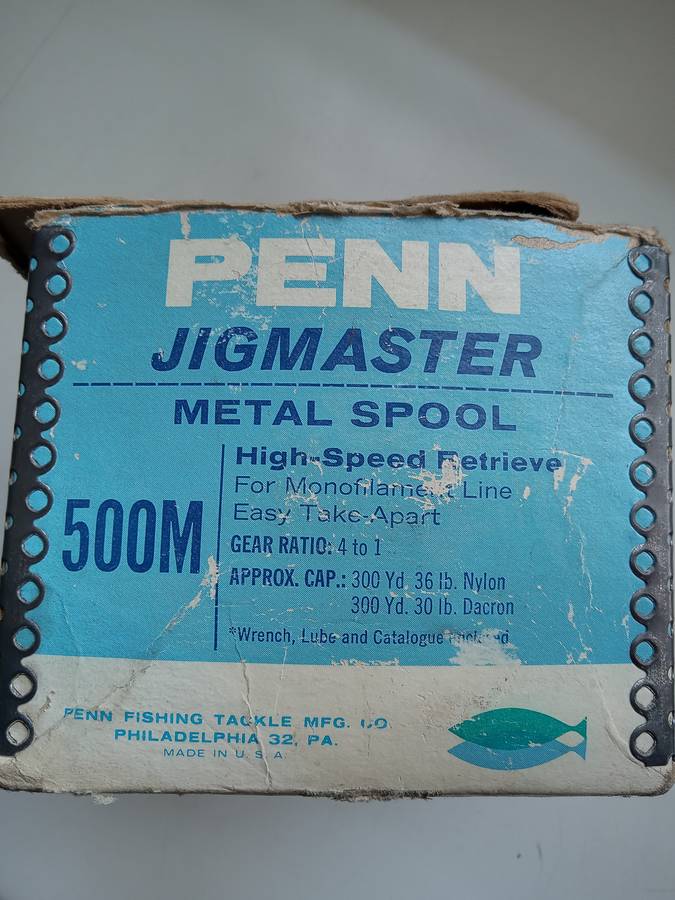 PENN
JIGMASTER
METAL SPOOL
500M
High-Speed Retrieve
For Monofilament Line
Easy Take-Apart
GEAR RATIO: 4 to 1
APPROX. CAP.: 300 Yd. 36 lb. Nylon
300 Yd. 30 lb. Dacron
*Wrench, Lube and Catalogue
PENN FISHING TACKLE MFG. CO.
PHILADELPHIA 32, PA.
MADE IN U. S. A.